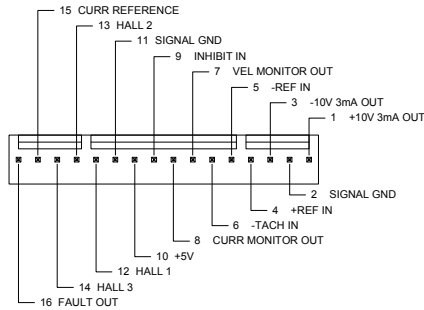 15 CURR REFERENCE
13 HALL 2
11 SIGNAL GND
9 INHIBIT IN
7 VEL MONITOR OUT
5 -REF IN
3 -10V 3mA OUT
1 +10V 3mA OUT
2 SIGNAL GND
4 +REF IN
6 -TACH IN
8 CURR MONITOR OUT
10 +5V
12 HALL 1
14 HALL 3
16 FAULT OUT